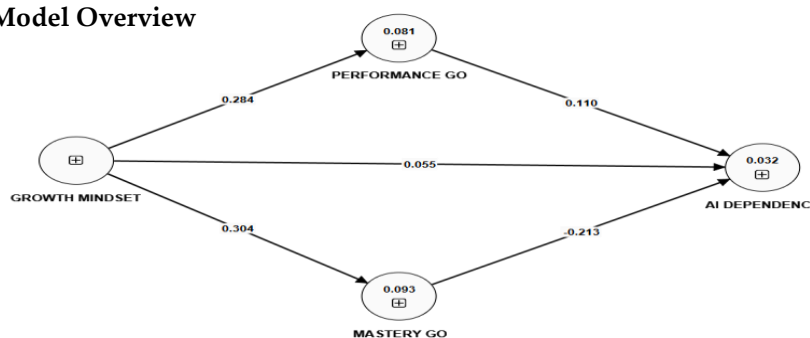 Model Overview
0.081
PERFORMANCE GO
0.284
0.110
GROWTH MINDSET
0.055
0.032
AI DEPENDENC
0.304
-0.213
0.093
MASTERY GO